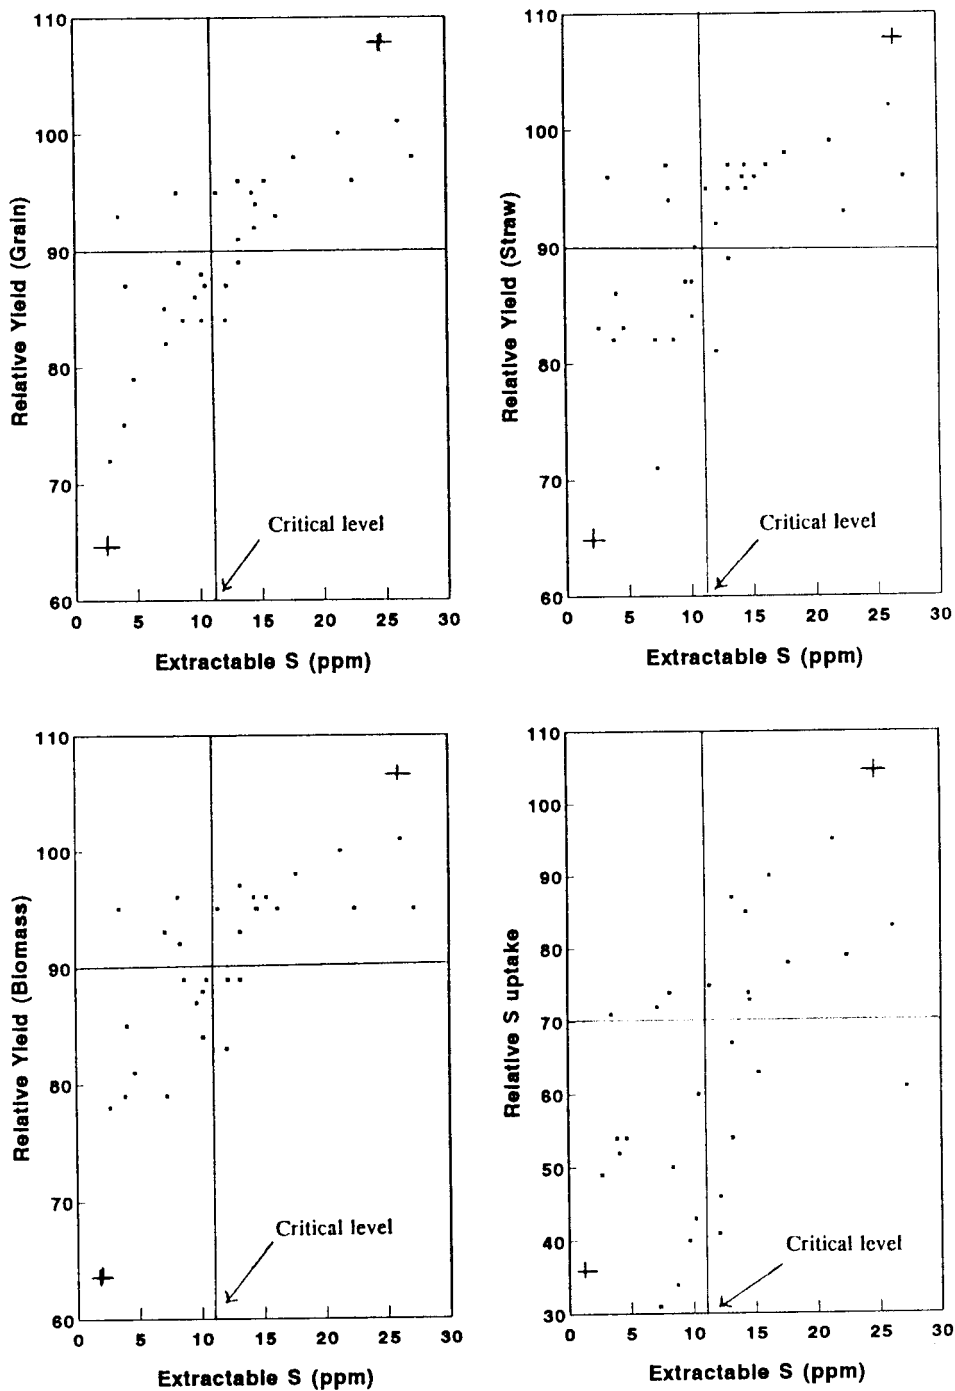 110
100
90
80
70
60
Relative Yield (Grain)
0 5 10 15 20 25 30
Extractable S (ppm)
Critical level
110
100
90
80
70
60
Relative Yield (Straw)
0 5 10 15 20 25 30
Extractable S (ppm)
Critical level
110
100
90
80
70
60
Relative Yield (Biomass)
0 5 10 15 20 25 30
Extractable S (ppm)
Critical level
110
100
90
80
70
60
50
40
30
Relative S uptake
0 5 10 15 20 25 30
Extractable S (ppm)
Critical level